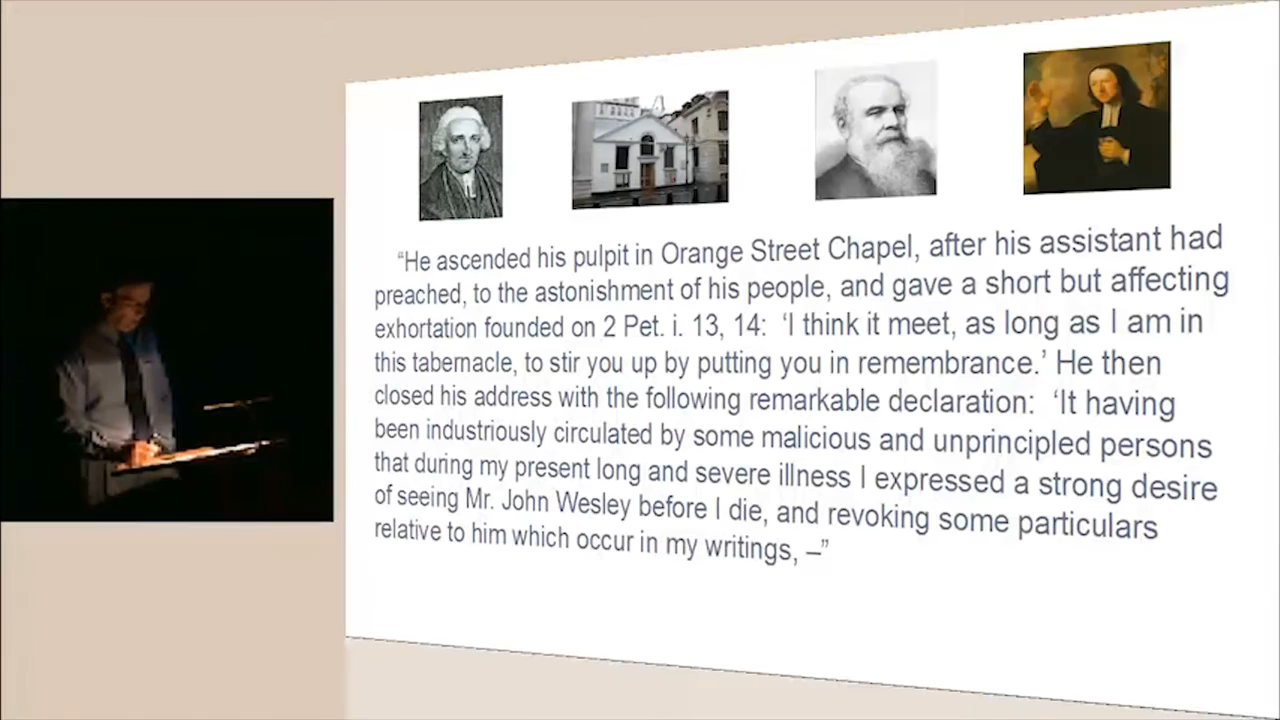 “He ascended his pulpit in Orange Street Chapel, after his assistant had
preached, to the astonishment of his people, and gave a short but affecting
exhortation founded on 2 Pet. i. 13, 14:  ‘I think it meet, as long as I am in
this tabernacle, to stir you up by putting you in remembrance.’ He then
closed his address with the following remarkable declaration:  ‘It having
been industriously circulated by some malicious and unprincipled persons
that during my present long and severe illness I expressed a strong desire
of seeing Mr. John Wesley before I die, and revoking some particulars
relative to him which occur in my writings, –”